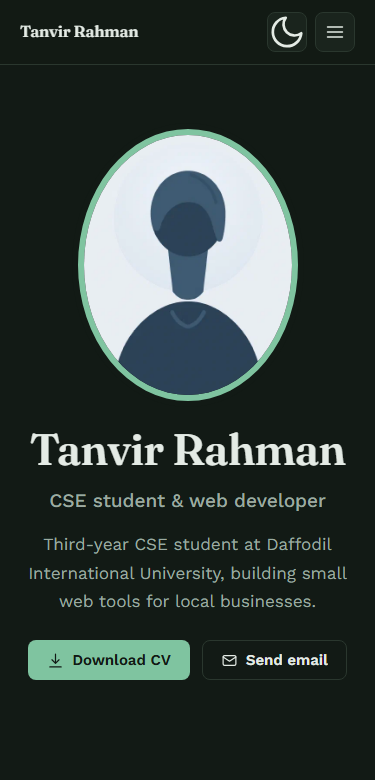 Tanvir Rahman
Tanvir Rahman
CSE student & web developer
Third-year CSE student at Daffodil
International University, building small
web tools for local businesses.
Download CV
Send email